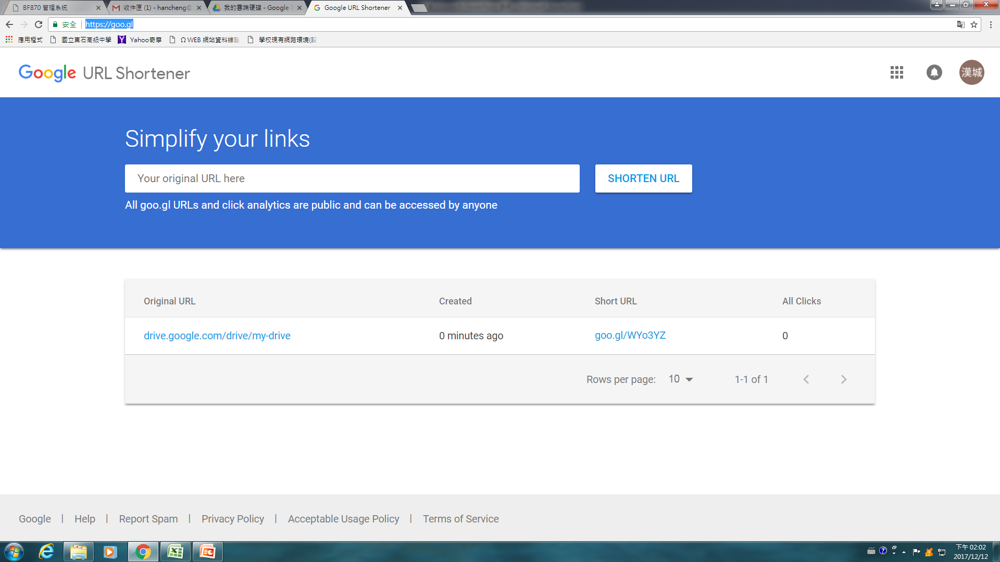 BF870 管理系統
收件匣 (1) - hancheng@
我的雲端硬碟 - Google
Google URL Shortener
安全
https://goo.gl
應用程式
國立東石高級中學
Yahoo奇摩
Ω WEB 網站資料維護
學校現有網路環境(設
Google URL Shortener
漢城
Simplify your links
Your original URL here
SHORTEN URL
All goo.gl URLs and click analytics are public and can be accessed by anyone
Original URL
Created
Short URL
All Clicks
drive.google.com/drive/my-drive
0 minutes ago
goo.gl/WYo3YZ
0
Rows per page:
10
1-1 of 1
Google | Help | Report Spam | Privacy Policy | Acceptable Usage Policy | Terms of Service
下午 02:02
2017/12/12